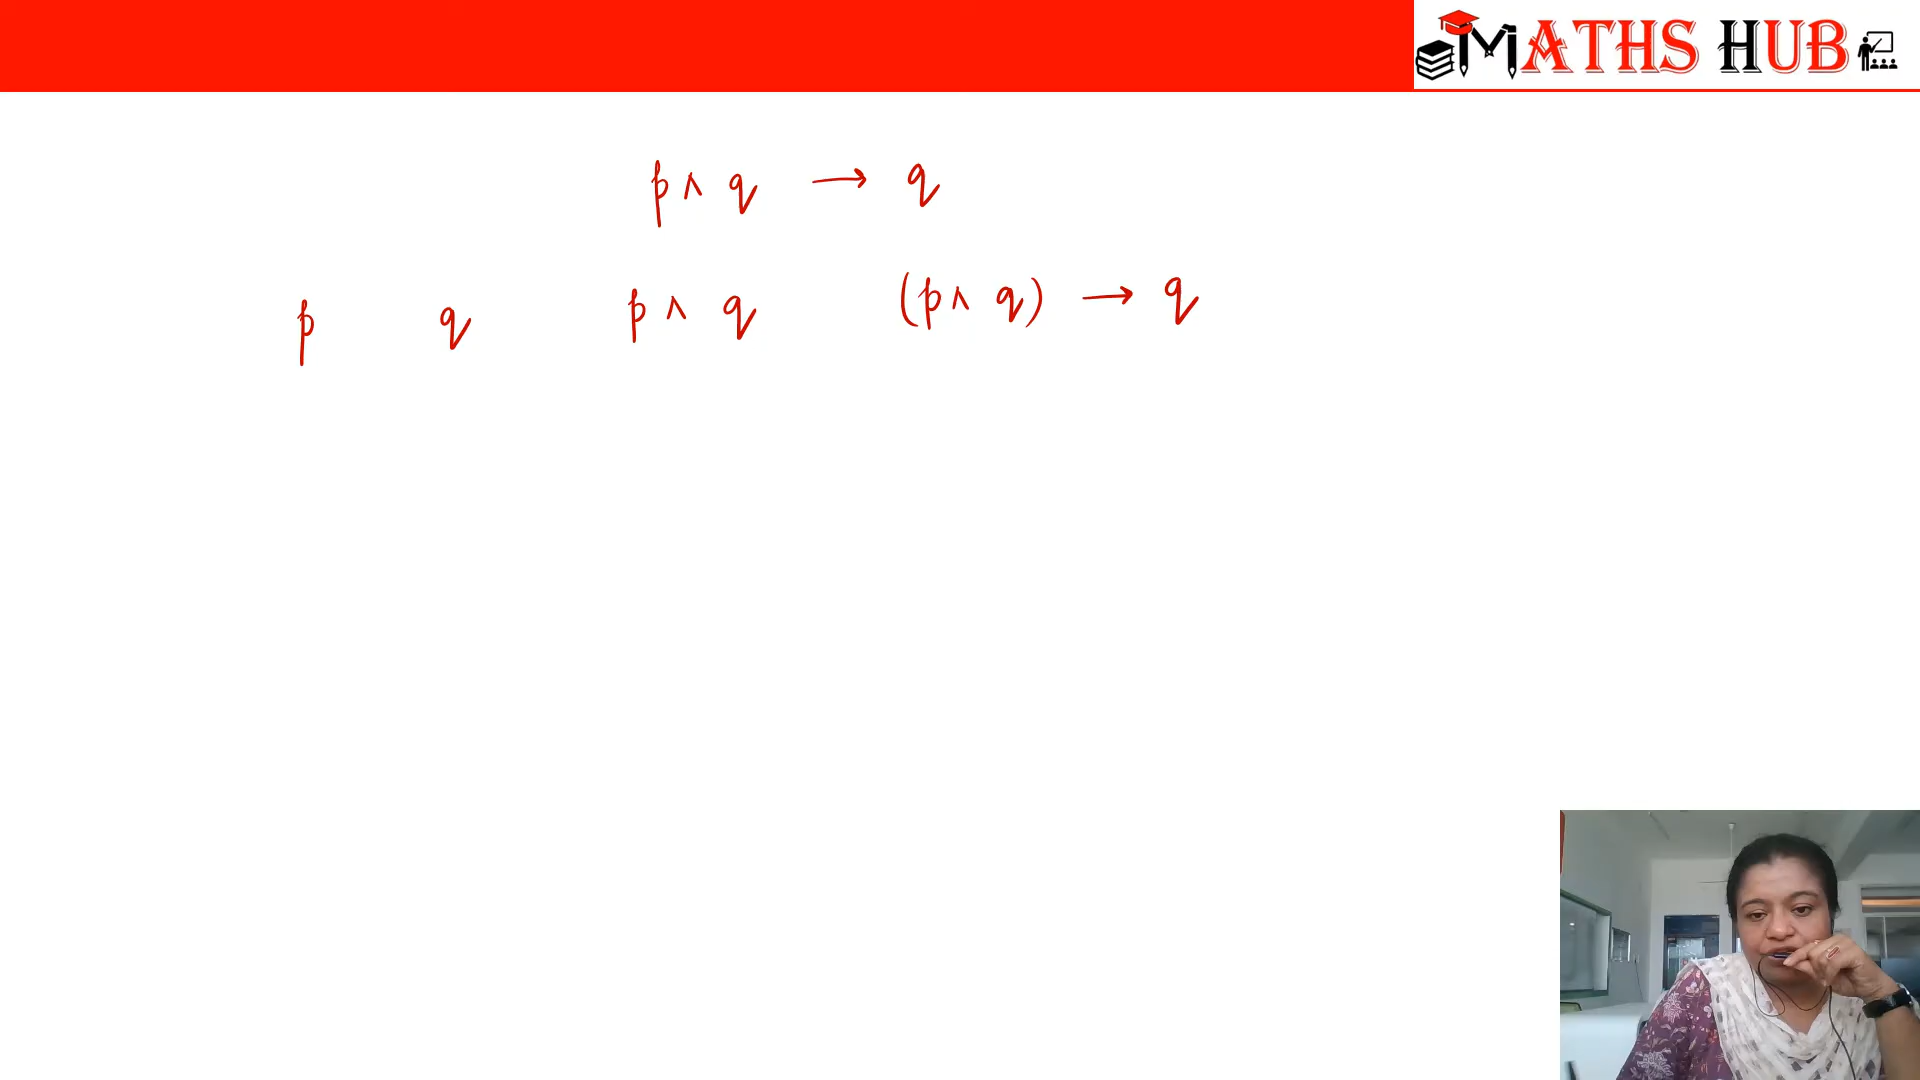 MATHS HUB
p ∧ q → q
p q p ∧ q (p ∧ q) → q